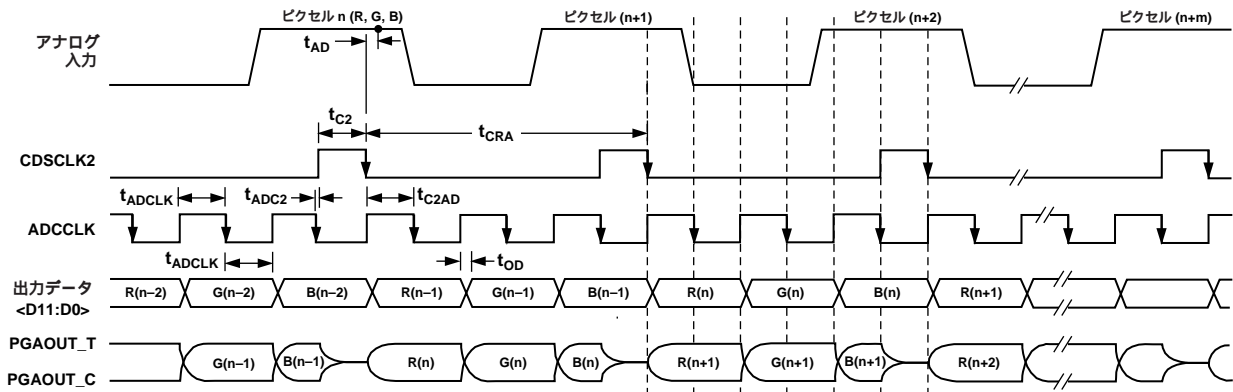 ピクセル n (R, G, B)
ピクセル (n+1)
ピクセル (n+2)
ピクセル (n+m)
アナログ
入力
tAD
tC2
tCRA
CDSCLK2
tADCLK
tADC2
tC2AD
ADCCLK
tADCLK
tOD
出力データ
<D11:D0>
R(n–2)
G(n–2)
B(n–2)
R(n–1)
G(n–1)
B(n–1)
R(n)
G(n)
B(n)
R(n+1)
PGAOUT_T
PGAOUT_C
G(n–1)
B(n–1)
R(n)
G(n)
B(n)
R(n+1)
G(n+1)
B(n+1)
R(n+2)